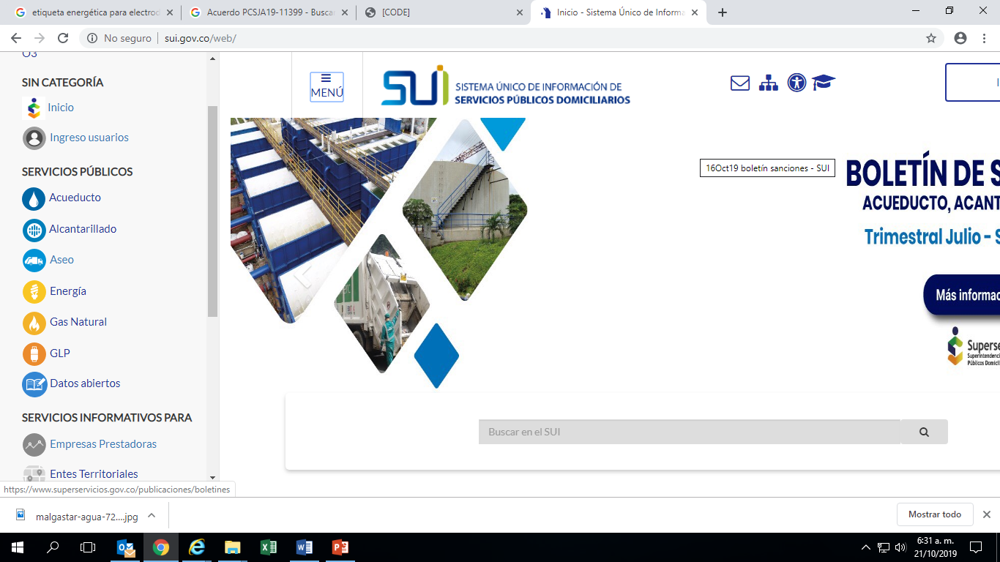 etiqueta energética para electrod
Acuerdo PCSJA19-11399 - Busca
[CODE]
Inicio - Sistema Único de Informa
No seguro
sui.gov.co/web/
O3
SIN CATEGORÍA
Inicio
Ingreso usuarios
SERVICIOS PÚBLICOS
Acueducto
Alcantarillado
Aseo
Energía
Gas Natural
GLP
Datos abiertos
SERVICIOS INFORMATIVOS PARA
Empresas Prestadoras
Entes Territoriales
https://www.superservicios.gov.co/publicaciones/boletines
MENÚ
SUI
SISTEMA ÚNICO DE INFORMACIÓN DE
SERVICIOS PÚBLICOS DOMICILIARIOS
I
16Oct19 boletín sanciones - SUI
BOLETÍN DE S
ACUEDUCTO, ACANT
Trimestral Julio - S
Más informac
Superse
Superintendenci
Públicos Domicil
Buscar en el SUI
malgastar-agua-72....jpg
Mostrar todo
6:31 a. m.
21/10/2019